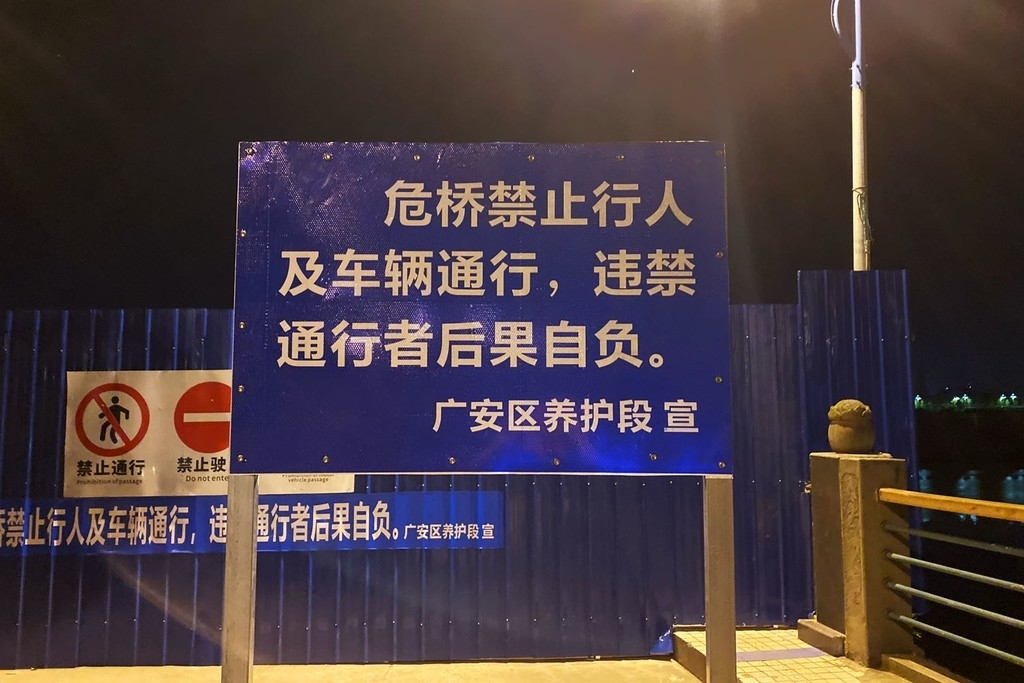 危桥禁止行人
及车辆通行，违禁
通行者后果自负。
广安区养护段 宣
禁止通行
Prohibition of passage
禁止驶
Do not ente
vehicle passage
禁止行人及车辆通行，违
通行者后果自负。广安区养护段 宣